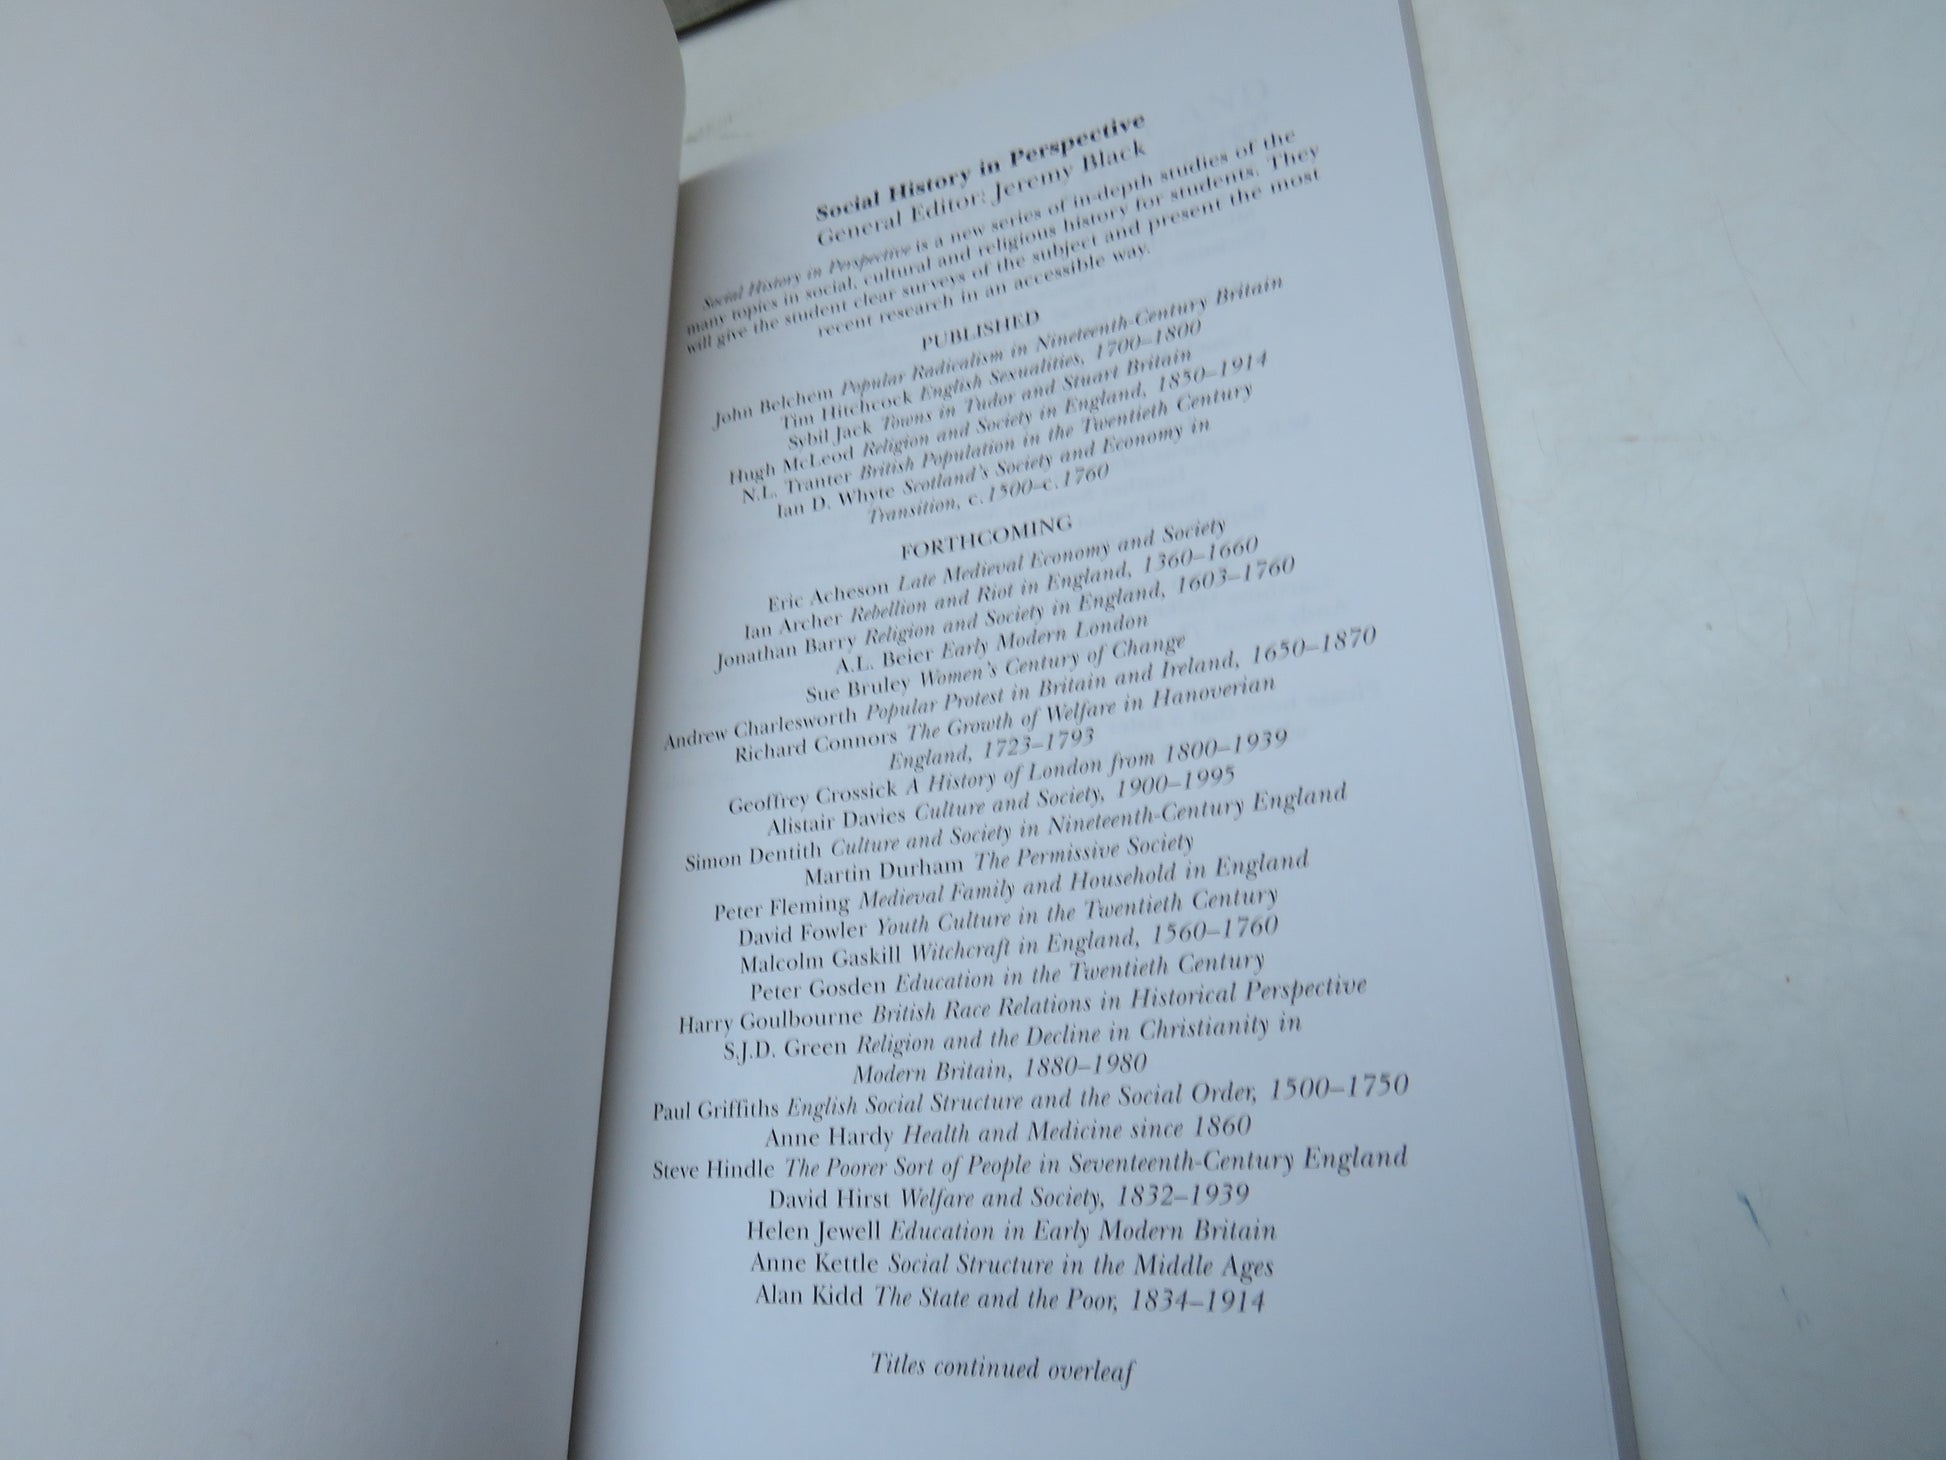 Social History in Perspective
General Editor: Jeremy Black
Social History in Perspective is a new series of in-depth studies of the
many topics in social, cultural and religious history for students. They
will give the student clear surveys of the subject and present the most
recent research in an accessible way.
PUBLISHED
John Belchem Popular Radicalism in Nineteenth-Century Britain
Tim Hitchcock English Sexualities, 1700–1800
Sybil Jack Towns in Tudor and Stuart Britain
Hugh McLeod Religion and Society in England, 1850–1914
N.L. Tranter British Population in the Twentieth Century
Ian D. Whyte Scotland's Society and Economy in
Transition, c.1500–c.1760
FORTHCOMING
Eric Acheson Late Medieval Economy and Society
Ian Archer Rebellion and Riot in England, 1360–1660
Jonathan Barry Religion and Society in England, 1603–1760
A.L. Beier Early Modern London
Sue Bruley Women's Century of Change
Andrew Charlesworth Popular Protest in Britain and Ireland, 1650–1870
Richard Connors The Growth of Welfare in Hanoverian
England, 1723–1793
Geoffrey Crossick A History of London from 1800–1939
Alistair Davies Culture and Society, 1900–1995
Simon Dentith Culture and Society in Nineteenth-Century England
Martin Durham The Permissive Society
Peter Fleming Medieval Family and Household in England
David Fowler Youth Culture in the Twentieth Century
Malcolm Gaskill Witchcraft in England, 1560–1760
Peter Gosden Education in the Twentieth Century
Harry Goulbourne British Race Relations in Historical Perspective
S.J.D. Green Religion and the Decline in Christianity in
Modern Britain, 1880–1980
Paul Griffiths English Social Structure and the Social Order, 1500–1750
Anne Hardy Health and Medicine since 1860
Steve Hindle The Poorer Sort of People in Seventeenth-Century England
David Hirst Welfare and Society, 1832–1939
Helen Jewell Education in Early Modern Britain
Anne Kettle Social Structure in the Middle Ages
Alan Kidd The State and the Poor, 1834–1914
Titles continued overleaf